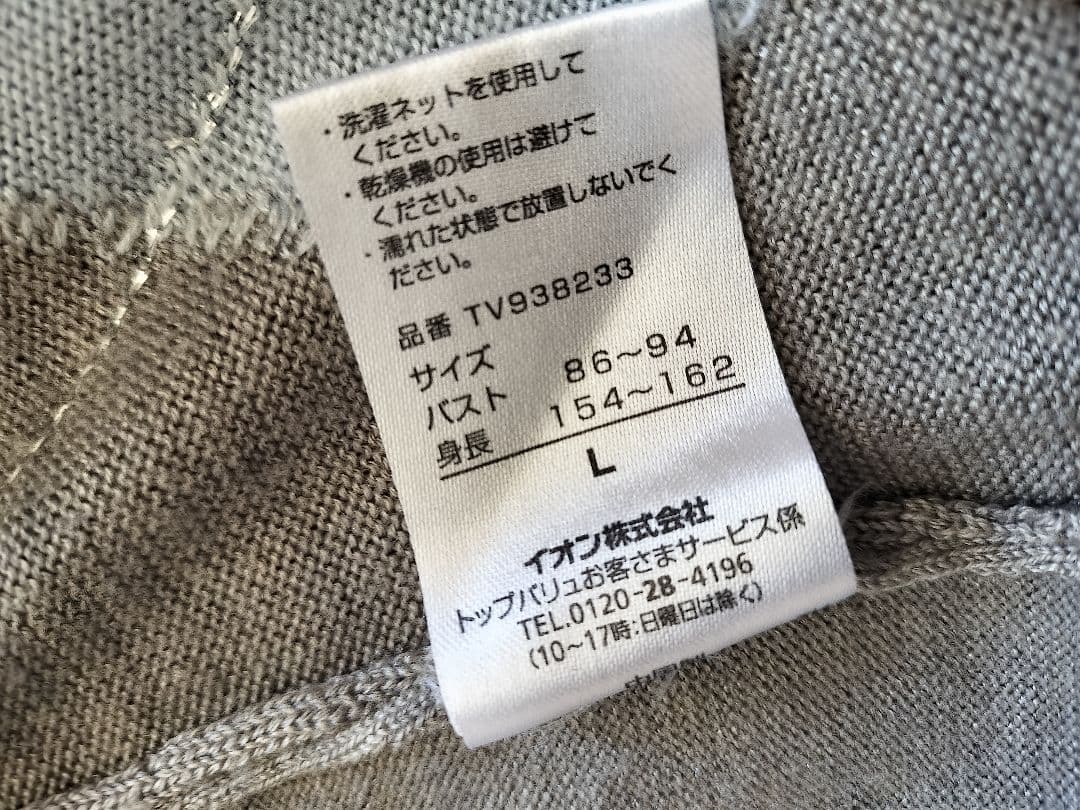 ・洗濯ネットを使用して
ください。
・乾燥機の使用は避けて
ください。
・濡れた状態で放置しないでく
ださい。
品番 TV938233
サイズ
バスト 86～94
身長 154～162
L
イオン株式会社
トップバリュお客さまサービス係
TEL.0120-28-4196
(10～17時:日曜日は除く)